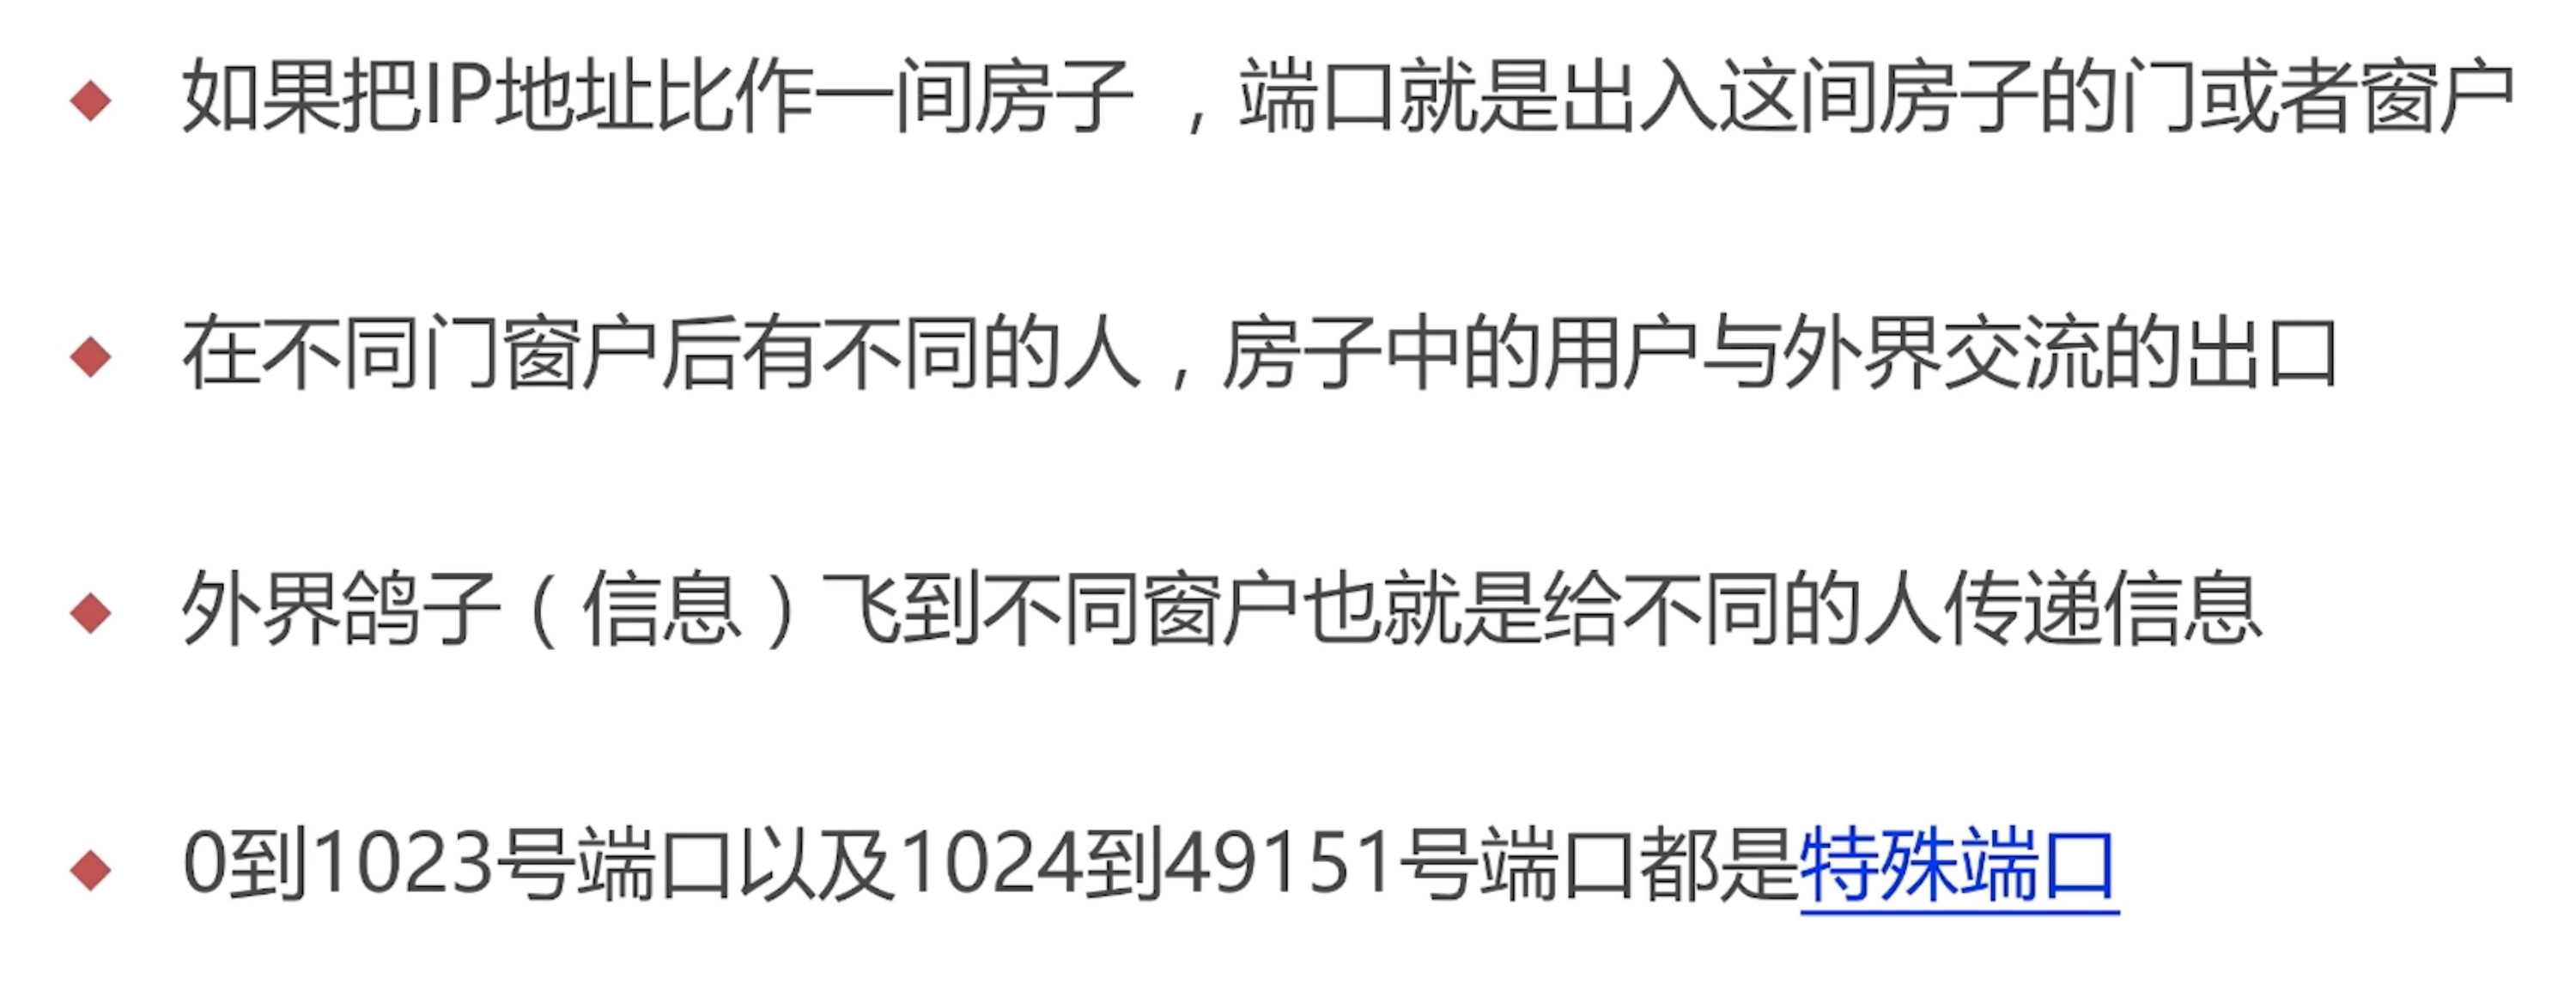 如果把IP地址比作一间房子 ，端口就是出入这间房子的门或者窗户
在不同门窗户后有不同的人，房子中的用户与外界交流的出口
外界鸽子（信息）飞到不同窗户也就是给不同的人传递信息
0到1023号端口以及1024到49151号端口都是特殊端口